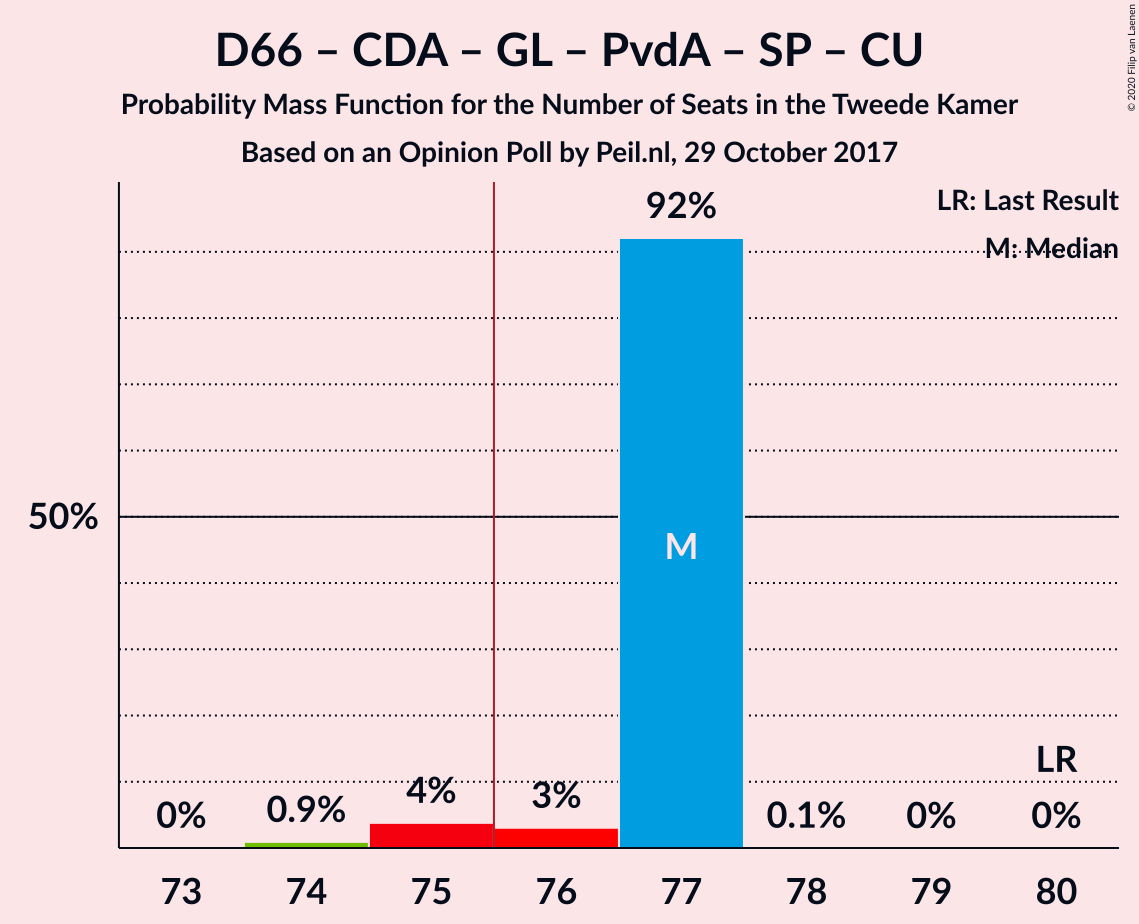 D66 – CDA – GL – PvdA – SP – CU
Probability Mass Function for the Number of Seats in the Tweede Kamer
Based on an Opinion Poll by Peil.nl, 29 October 2017
© 2020 Filip van Laenen
LR: Last Result
M: Median
92%
50%
M
LR
0% 0.9% 4% 3% 0.1% 0% 0%
73 74 75 76 77 78 79 80